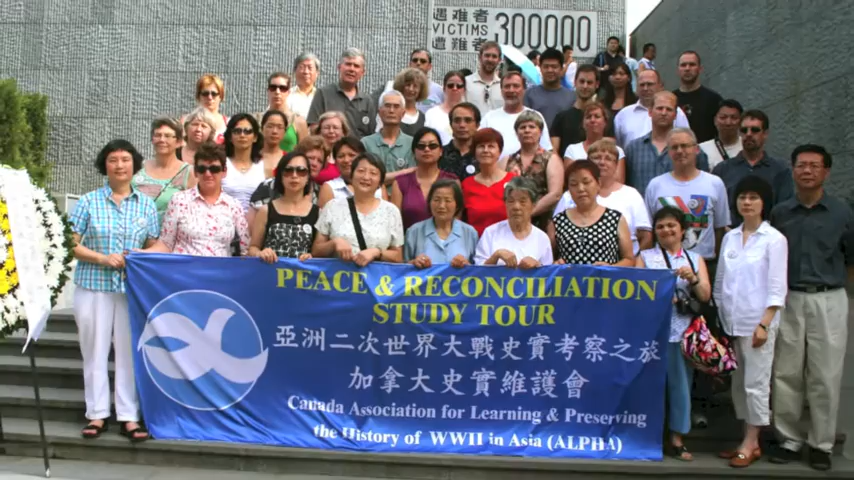 遇难者
VICTIMS 300000
遭難者
PEACE & RECONCILIATION
STUDY TOUR
亞洲二次世界大戰史實考察之旅
加拿大史實維護會
Canada Association for Learning & Preserving
the History of WWII in Asia (ALPHA)